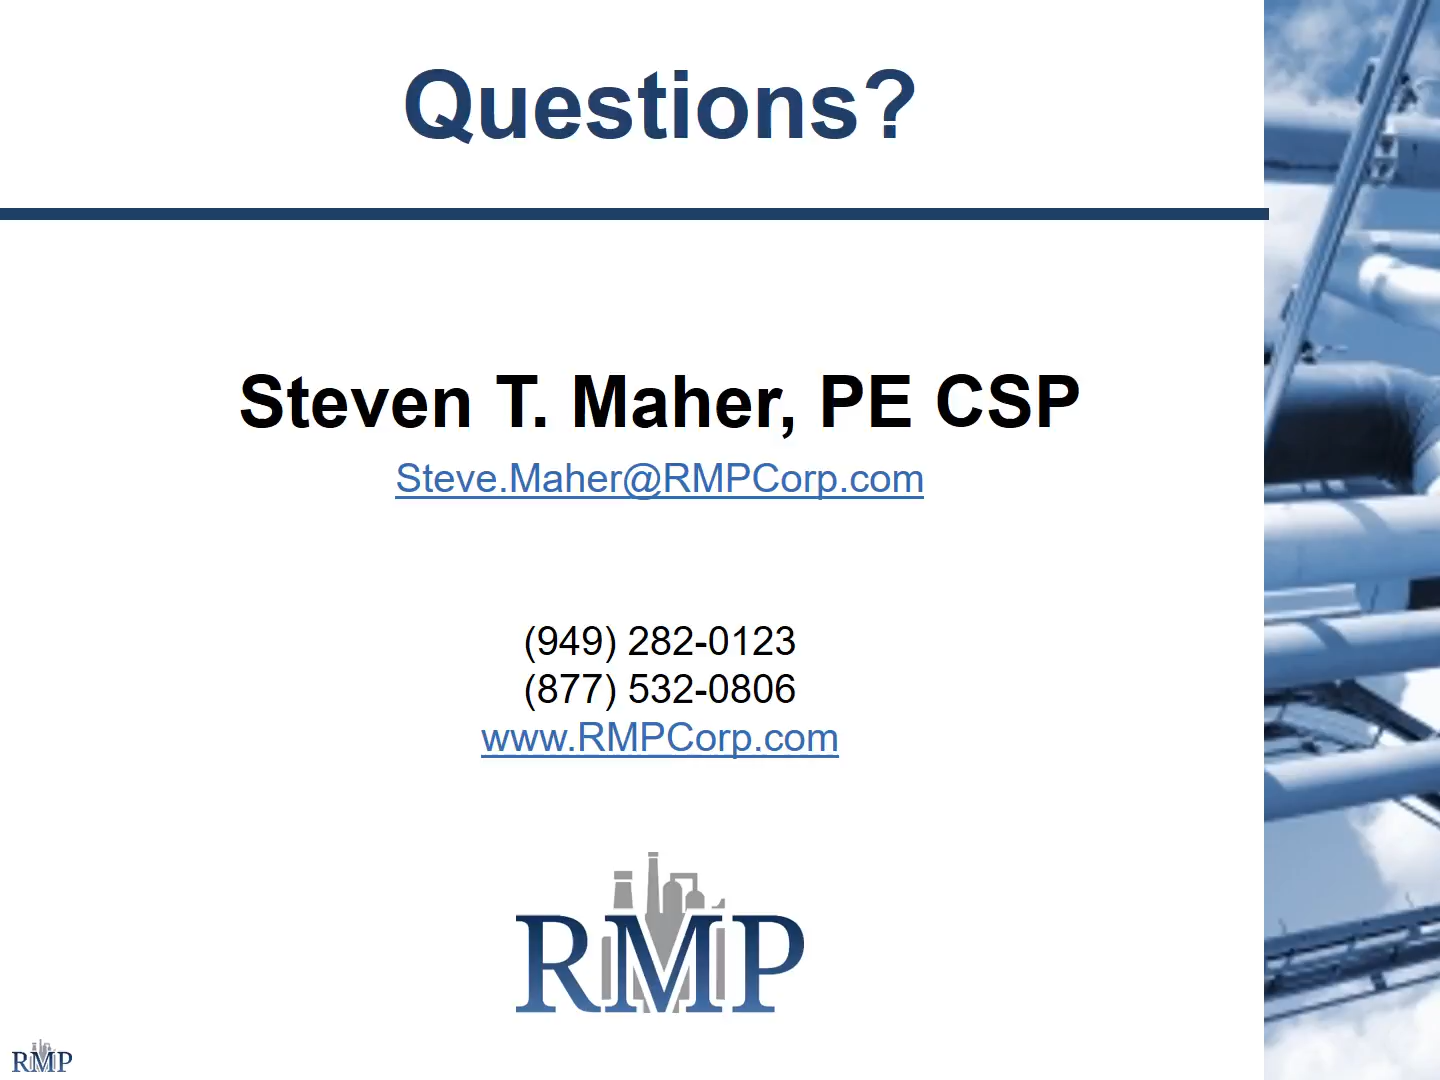 Questions?
Steven T. Maher, PE CSP
Steve.Maher@RMPCorp.com
(949) 282-0123
(877) 532-0806
www.RMPCorp.com
RMP
RMP